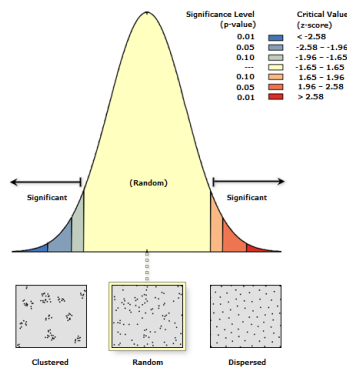 Significance Level Critical Value
(p-value) (z-score)
0.01 < -2.58
0.05 -2.58 - -1.96
0.10 -1.96 - -1.65
--- -1.65 - 1.65
0.10 1.65 - 1.96
0.05 1.96 - 2.58
0.01 > 2.58
(Random)
Significant Significant
Clustered Random Dispersed